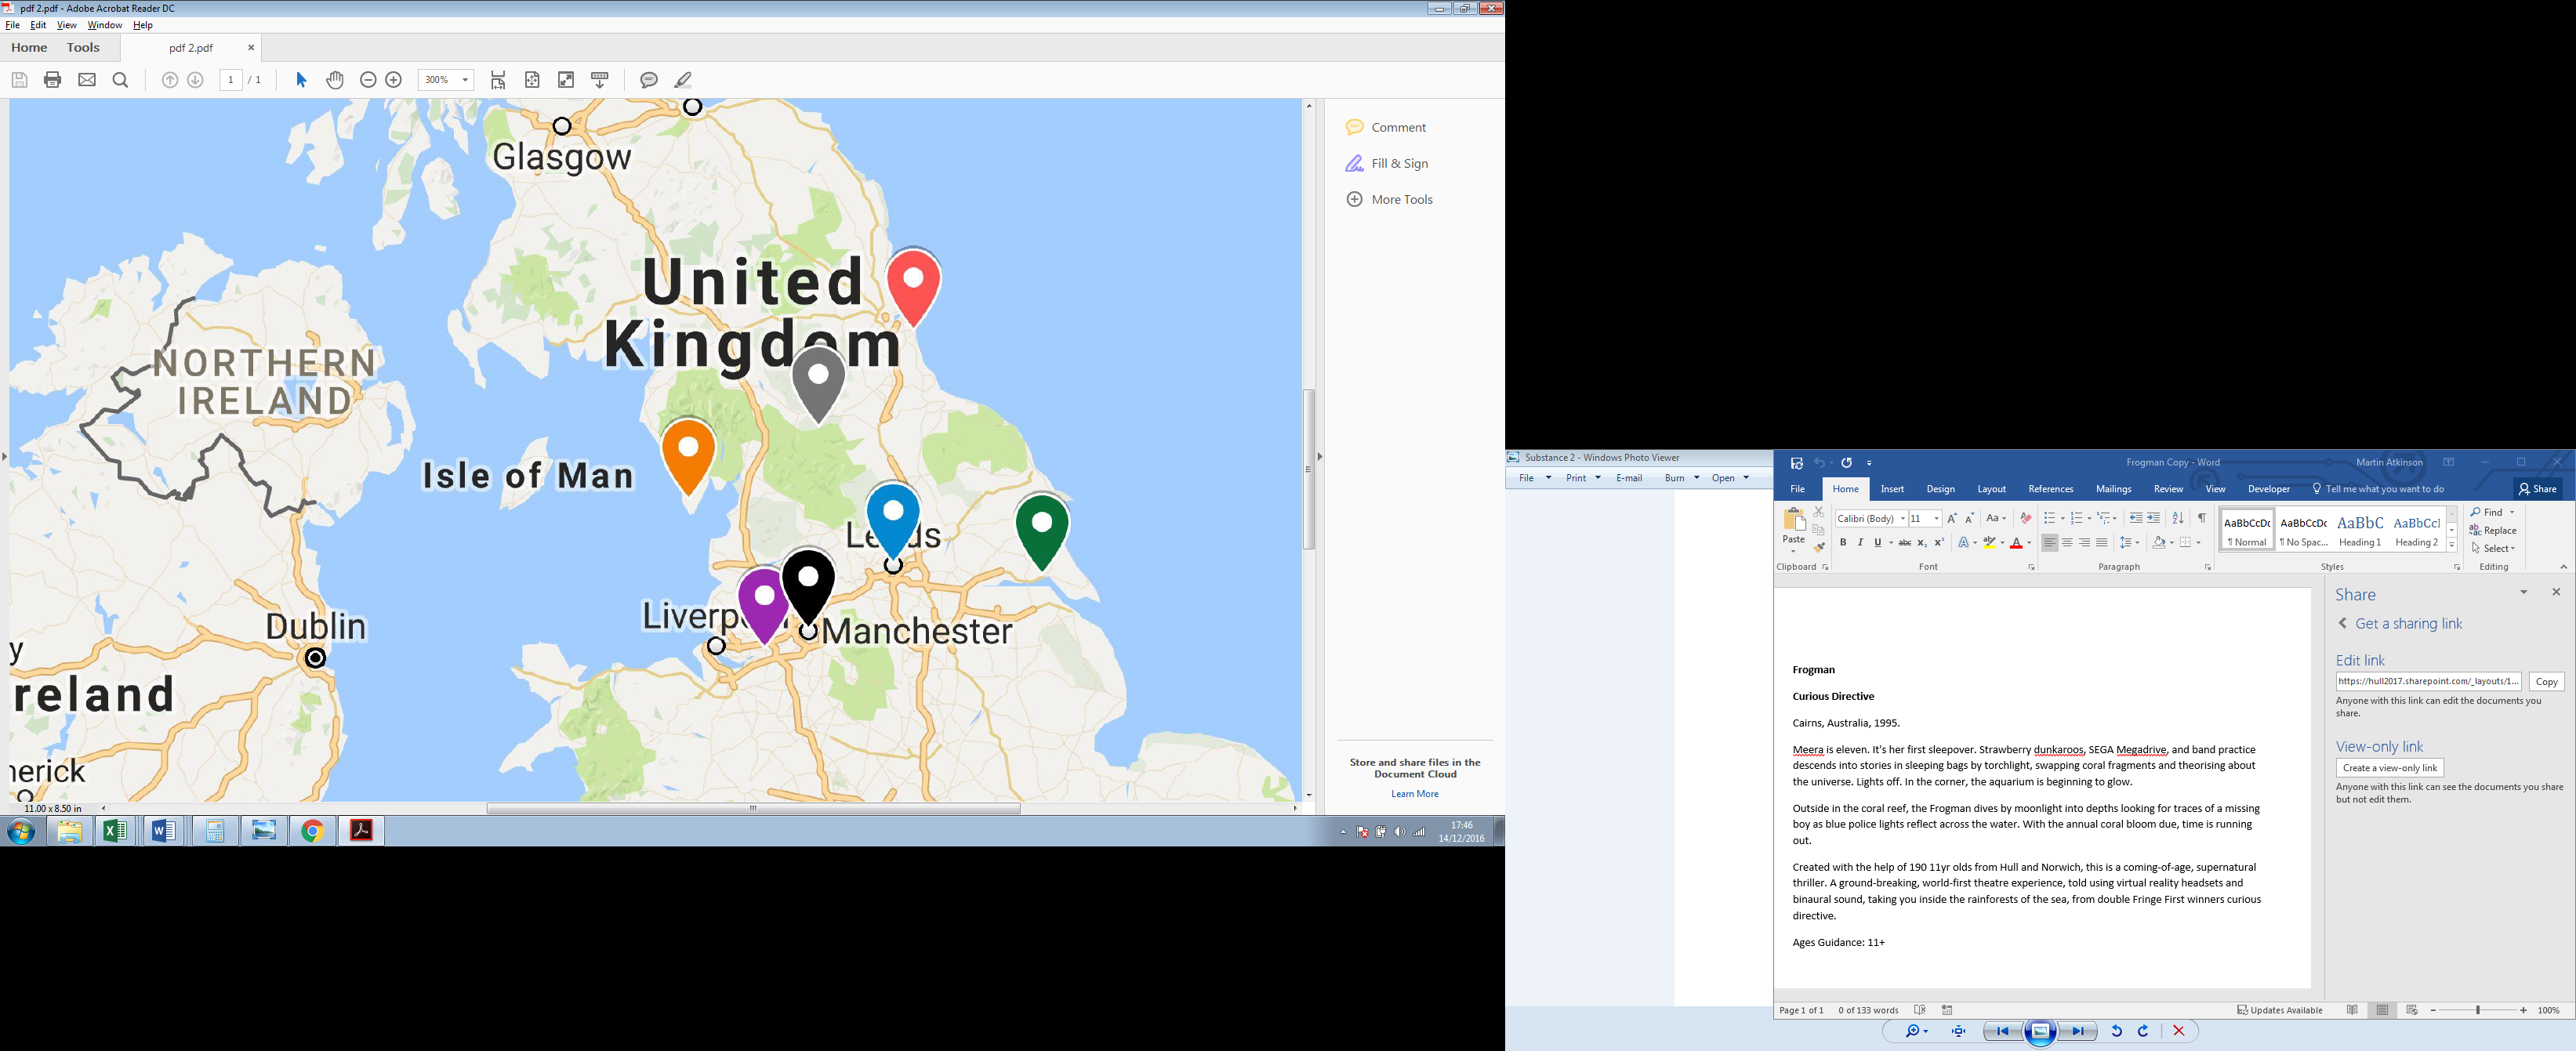 pdf 2.pdf - Adobe Acrobat Reader DC
File Edit View Window Help
Home Tools pdf 2.pdf ×
1 / 1 300%
Glasgow
United
Kingdom
NORTHERN
IRELAND
Isle of Man
Leeds
Liverpool
Manchester
Dublin
reland
y
nerick
11.00 x 8.50 in
Comment
Fill & Sign
More Tools
Store and share files in the
Document Cloud
Learn More
17:46
14/12/2016
Substance 2 - Windows Photo Viewer
File Print E-mail Burn Open
Frogman Copy - Word Martin Atkinson
File Home Insert Design Layout References Mailings Review View Developer Tell me what you want to do Share
Paste
Calibri (Body) 11
B I U abc x₂ x²
AaBbCcDc AaBbCcDc AaBbC AaBbCcI
¶ Normal ¶ No Spac... Heading 1 Heading 2
Find
Replace
Select
Clipboard Font Paragraph Styles Editing
Frogman
Curious Directive
Cairns, Australia, 1995.
Meera is eleven. It's her first sleepover. Strawberry dunkaroos, SEGA Megadrive, and band practice
descends into stories in sleeping bags by torchlight, swapping coral fragments and theorising about
the universe. Lights off. In the corner, the aquarium is beginning to glow.
Outside in the coral reef, the Frogman dives by moonlight into depths looking for traces of a missing
boy as blue police lights reflect across the water. With the annual coral bloom due, time is running
out.
Created with the help of 190 11yr olds from Hull and Norwich, this is a coming-of-age, supernatural
thriller. A ground-breaking, world-first theatre experience, told using virtual reality headsets and
binaural sound, taking you inside the rainforests of the sea, from double Fringe First winners curious
directive.
Ages Guidance: 11+
Share
Get a sharing link
Edit link
https://hull2017.sharepoint.com/_layouts/1... Copy
Anyone with this link can edit the documents you
share.
View-only link
Create a view-only link
Anyone with this link can see the documents you share
but not edit them.
Page 1 of 1 0 of 133 words Updates Available 100%